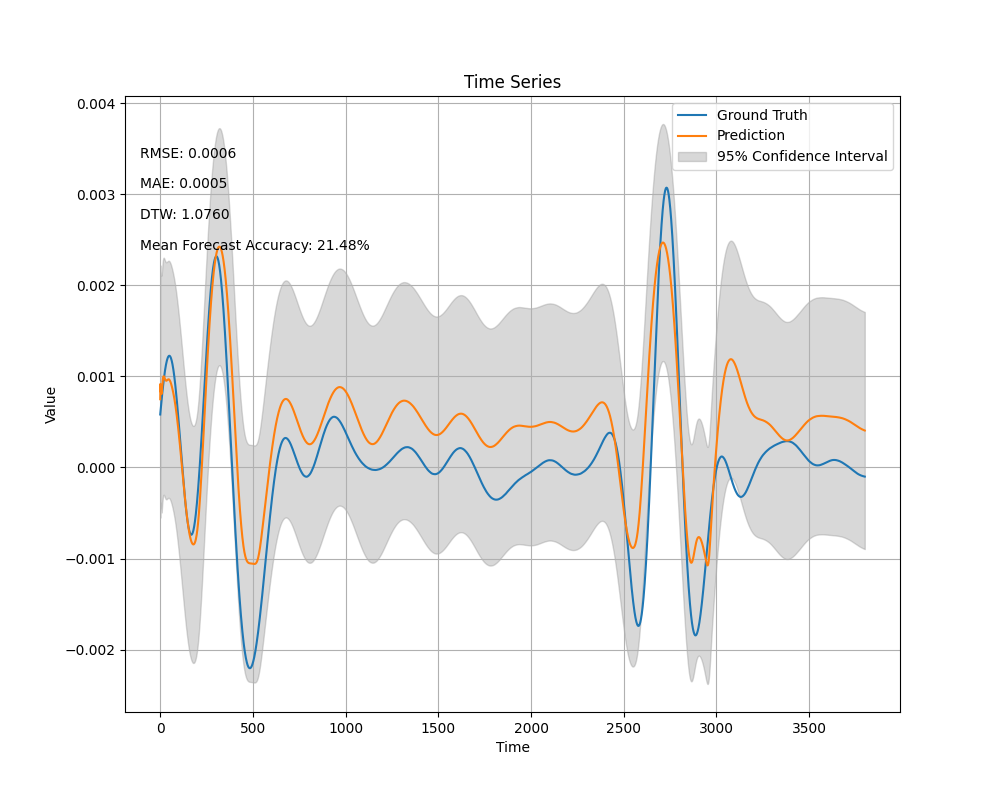 Time Series
Ground Truth
Prediction
95% Confidence Interval
RMSE: 0.0006
MAE: 0.0005
DTW: 1.0760
Mean Forecast Accuracy: 21.48%
Value
0.004
0.003
0.002
0.001
0.000
−0.001
−0.002
0 500 1000 1500 2000 2500 3000 3500
Time